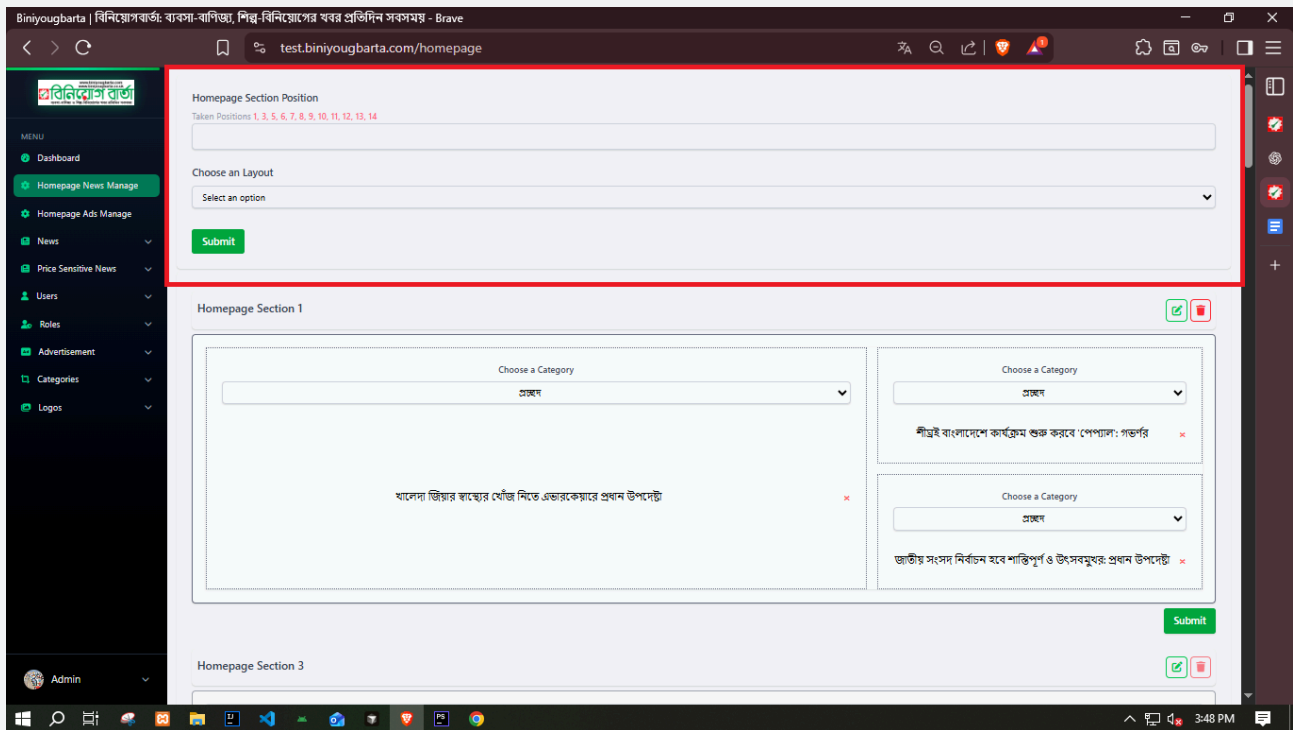 Biniyougbarta | বিনিয়োগবার্তা: ব্যবসা-বাণিজ্য, শিল্প-বিনিয়োগের খবর প্রতিদিন সবসময় - Brave
test.biniyougbarta.com/homepage
বিনিয়োগ বার্তা
MENU
Dashboard
Homepage News Manage
Homepage Ads Manage
News
Price Sensitive News
Users
Roles
Advertisement
Categories
Logos
Admin
Homepage Section Position
Taken Positions 1, 3, 5, 6, 7, 8, 9, 10, 11, 12, 13, 14
Choose an Layout
Select an option
Submit
Homepage Section 1
Choose a Category
প্রচ্ছদ
খালেদা জিয়ার স্বাস্থ্যের খোঁজ নিতে এভারকেয়ারে প্রধান উপদেষ্টা
Choose a Category
প্রচ্ছদ
শীঘ্রই বাংলাদেশে কার্যক্রম শুরু করবে 'পেপ্যাল': গভর্ণর
Choose a Category
প্রচ্ছদ
জাতীয় সংসদ নির্বাচন হবে শান্তিপূর্ণ ও উৎসবমুখর: প্রধান উপদেষ্টা
Submit
Homepage Section 3
3:48 PM